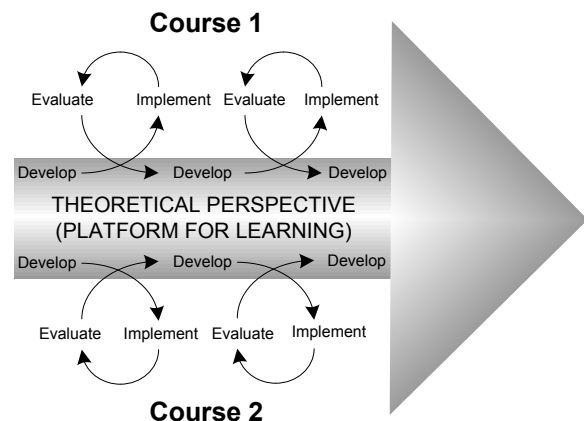 Course 1
Evaluate Implement Evaluate Implement
Develop Develop Develop
THEORETICAL PERSPECTIVE
(PLATFORM FOR LEARNING)
Develop Develop Develop
Evaluate Implement Evaluate Implement
Course 2